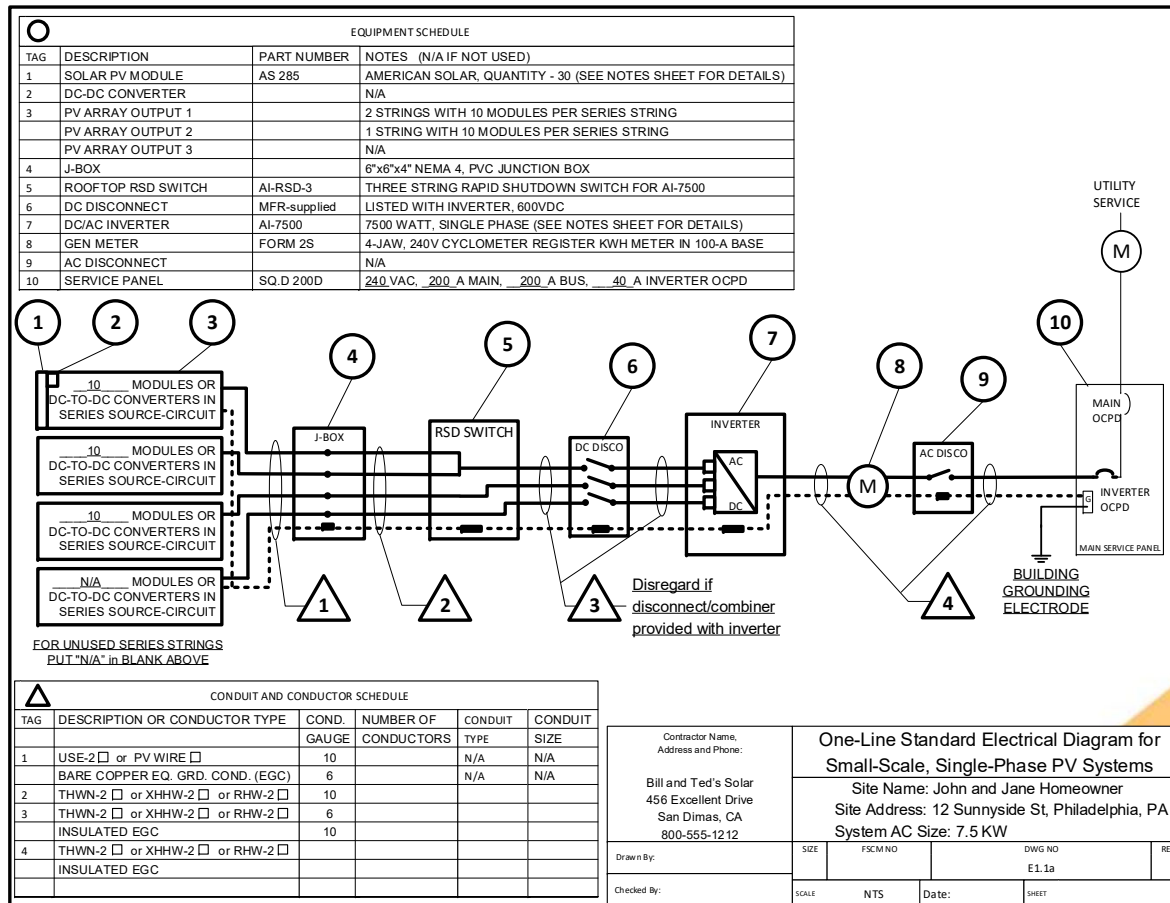 EQUIPMENT SCHEDULE
TAG DESCRIPTION PART NUMBER NOTES (N/A IF NOT USED)
1 SOLAR PV MODULE AS 285 AMERICAN SOLAR, QUANTITY - 30 (SEE NOTES SHEET FOR DETAILS)
2 DC-DC CONVERTER N/A
3 PV ARRAY OUTPUT 1 2 STRINGS WITH 10 MODULES PER SERIES STRING
PV ARRAY OUTPUT 2 1 STRING WITH 10 MODULES PER SERIES STRING
PV ARRAY OUTPUT 3 N/A
4 J-BOX 6"x6"x4" NEMA 4, PVC JUNCTION BOX
5 ROOFTOP RSD SWITCH AI-RSD-3 THREE STRING RAPID SHUTDOWN SWITCH FOR AI-7500
6 DC DISCONNECT MFR-supplied LISTED WITH INVERTER, 600VDC
7 DC/AC INVERTER AI-7500 7500 WATT, SINGLE PHASE (SEE NOTES SHEET FOR DETAILS)
8 GEN METER FORM 2S 4-JAW, 240V CYCLOMETER REGISTER KWH METER IN 100-A BASE
9 AC DISCONNECT N/A
10 SERVICE PANEL SQ.D 200D 240 VAC, _200_A MAIN, __200_A BUS, ___40_A INVERTER OCPD
UTILITY
SERVICE
M
1
2
3
4
5
6
7
8
9
10
__10____ MODULES OR
DC-TO-DC CONVERTERS IN
SERIES SOURCE-CIRCUIT
__10____ MODULES OR
DC-TO-DC CONVERTERS IN
SERIES SOURCE-CIRCUIT
__10____ MODULES OR
DC-TO-DC CONVERTERS IN
SERIES SOURCE-CIRCUIT
____N/A____ MODULES OR
DC-TO-DC CONVERTERS IN
SERIES SOURCE-CIRCUIT
FOR UNUSED SERIES STRINGS
PUT "N/A" in BLANK ABOVE
J-BOX
RSD SWITCH
DC DISCO
INVERTER
AC
DC
M
AC DISCO
MAIN
OCPD
G
INVERTER
OCPD
MAIN SERVICE PANEL
BUILDING
GROUNDING
ELECTRODE
1
2
3
4
Disregard if
disconnect/combiner
provided with inverter
CONDUIT AND CONDUCTOR SCHEDULE
TAG DESCRIPTION OR CONDUCTOR TYPE COND. NUMBER OF CONDUIT CONDUIT
GAUGE CONDUCTORS TYPE SIZE
1 USE-2 □ or PV WIRE □ 10 N/A N/A
BARE COPPER EQ. GRD. COND. (EGC) 6 N/A N/A
2 THWN-2 □ or XHHW-2 □ or RHW-2 □ 10
3 THWN-2 □ or XHHW-2 □ or RHW-2 □ 6
INSULATED EGC 10
4 THWN-2 □ or XHHW-2 □ or RHW-2 □
INSULATED EGC
Contractor Name,
Address and Phone:
Bill and Ted's Solar
456 Excellent Drive
San Dimas, CA
800-555-1212
Drawn By:
Checked By:
One-Line Standard Electrical Diagram for
Small-Scale, Single-Phase PV Systems
Site Name: John and Jane Homeowner
Site Address: 12 Sunnyside St, Philadelphia, PA
System AC Size: 7.5 KW
SIZE FSCM NO DWG NO RE
E1.1a
SCALE NTS Date: SHEET